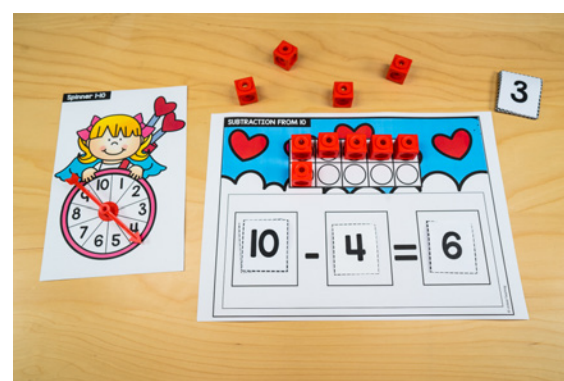 Spinner 1-10
10 1 2 3 4 5 6 7 8 9
SUBTRACTION FROM 10
10 - 4 = 6
3